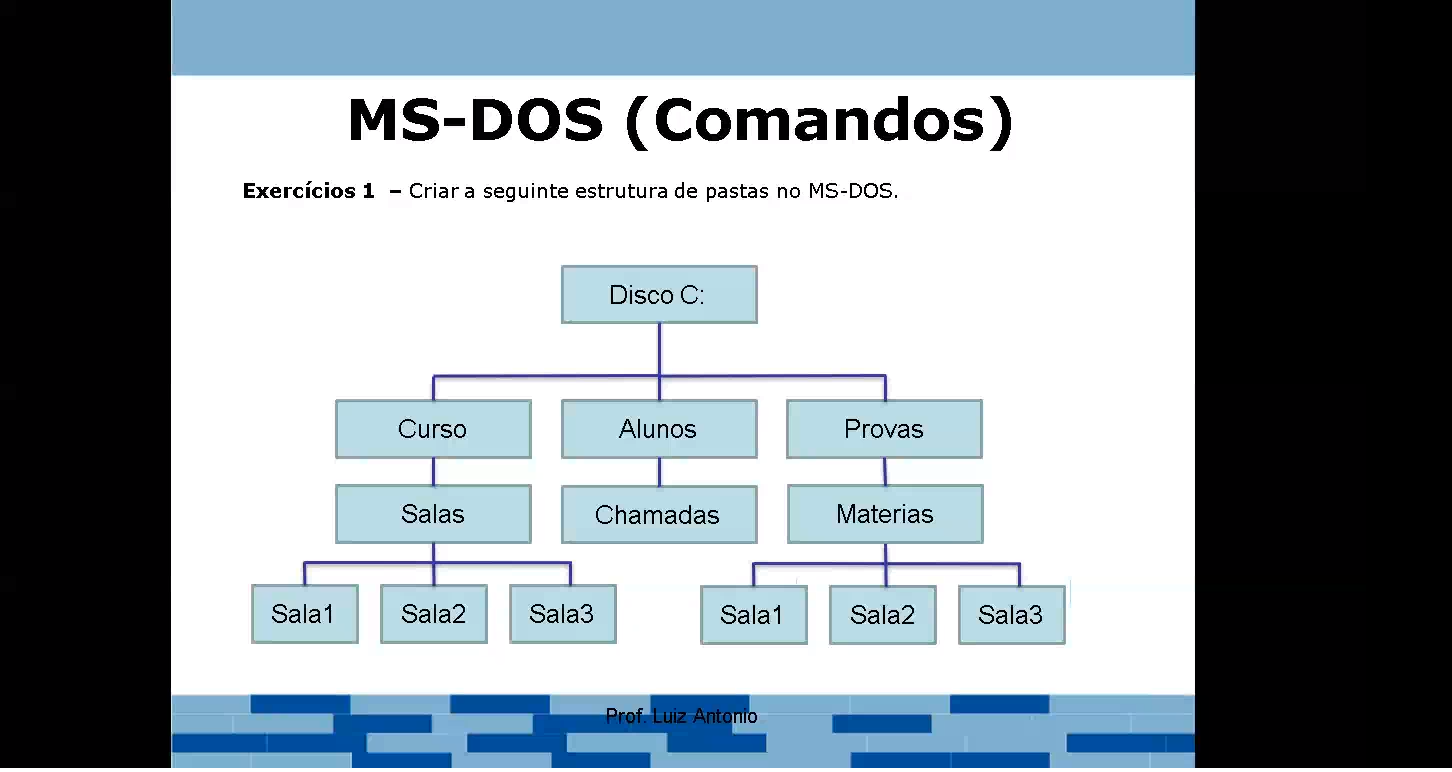 MS-DOS (Comandos)
Exercícios 1 – Criar a seguinte estrutura de pastas no MS-DOS.
Disco C:
Curso Alunos Provas
Salas Chamadas Materias
Sala1 Sala2 Sala3 Sala1 Sala2 Sala3
Prof. Luiz Antonio